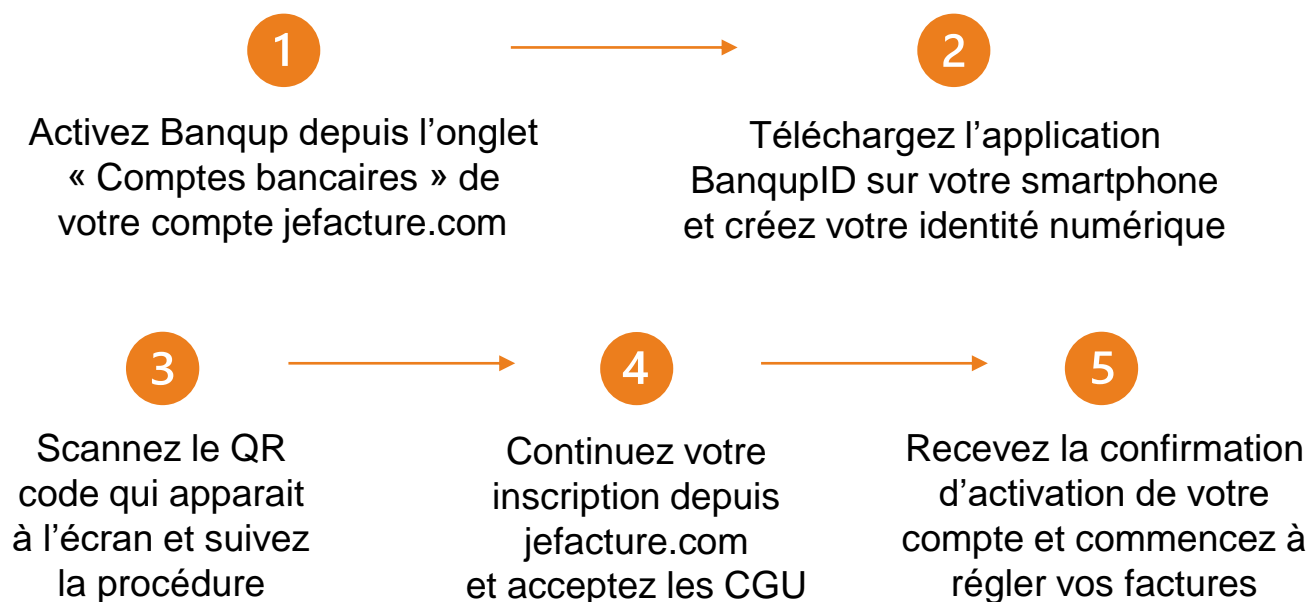 1
Activez Banqup depuis l’onglet
« Comptes bancaires » de
votre compte jefacture.com
2
Téléchargez l’application
BanqupID sur votre smartphone
et créez votre identité numérique
3
Scannez le QR
code qui apparait
à l’écran et suivez
la procédure
4
Continuez votre
inscription depuis
jefacture.com
et acceptez les CGU
5
Recevez la confirmation
d’activation de votre
compte et commencez à
régler vos factures